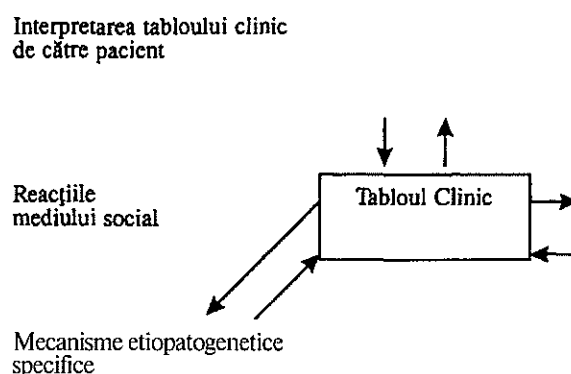 Interpretarea tabloului clinic
de către pacient
Reacțiile
mediului social
Tabloul Clinic
Mecanisme etiopatogenetice
specifice